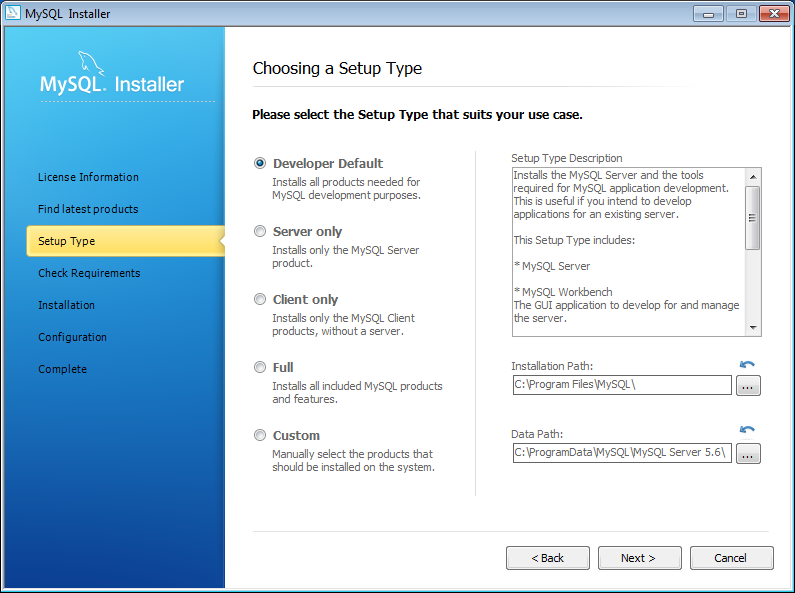 MySQL Installer
MySQL. Installer
License Information
Find latest products
Setup Type
Check Requirements
Installation
Configuration
Complete
Choosing a Setup Type
Please select the Setup Type that suits your use case.
Developer Default
Installs all products needed for
MySQL development purposes.
Server only
Installs only the MySQL Server
product.
Client only
Installs only the MySQL Client
products, without a server.
Full
Installs all included MySQL products
and features.
Custom
Manually select the products that
should be installed on the system.
Setup Type Description
Installs the MySQL Server and the tools
required for MySQL application development.
This is useful if you intend to develop
applications for an existing server.
This Setup Type includes:
* MySQL Server
* MySQL Workbench
The GUI application to develop for and manage
the server.
Installation Path:
C:\Program Files\MySQL\
...
Data Path:
C:\ProgramData\MySQL\MySQL Server 5.6\
...
< Back
Next >
Cancel